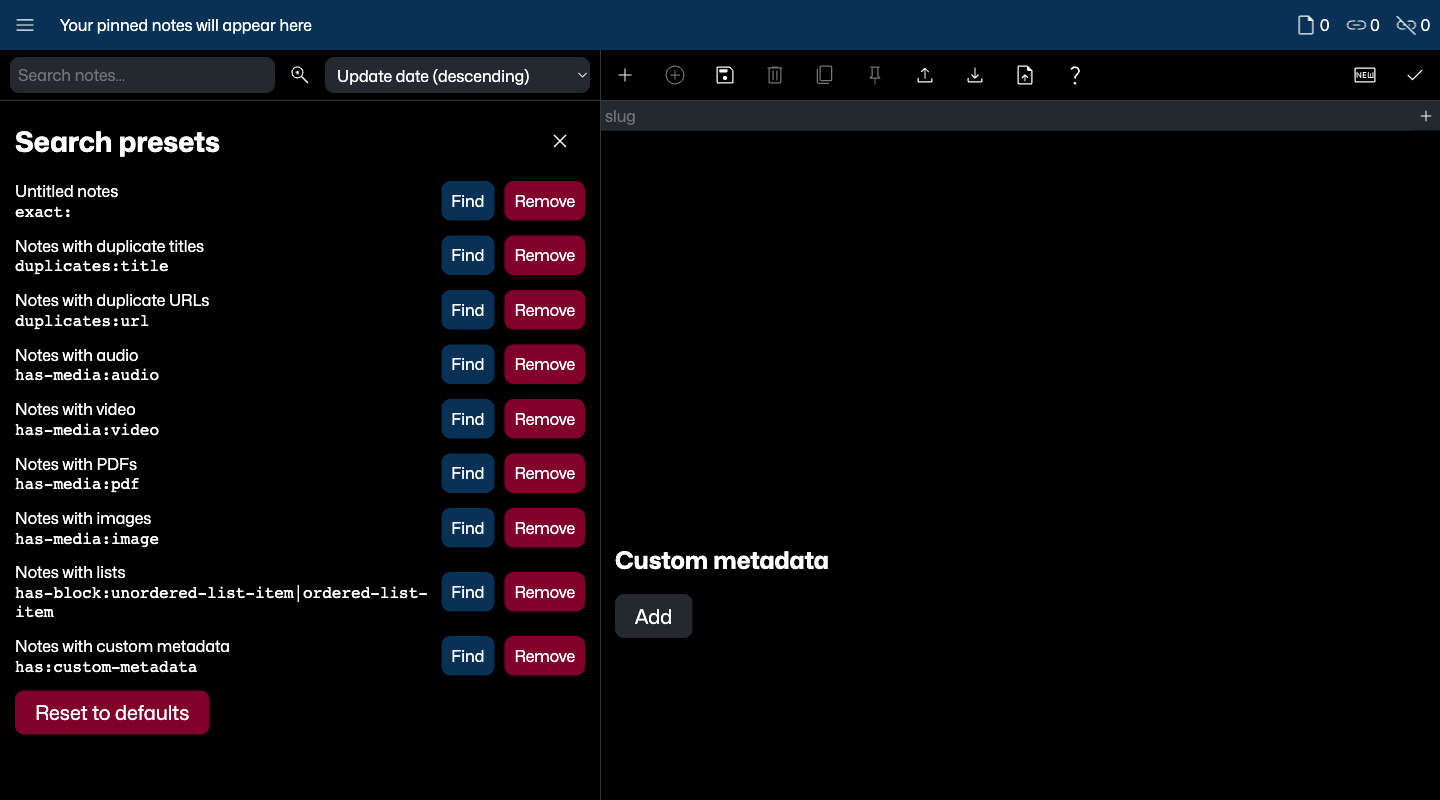 Your pinned notes will appear here
0
0
0
Search notes...
Update date (descending)
?
NEW
slug
Search presets
Untitled notes
exact:
Find
Remove
Notes with duplicate titles
duplicates:title
Find
Remove
Notes with duplicate URLs
duplicates:url
Find
Remove
Notes with audio
has-media:audio
Find
Remove
Notes with video
has-media:video
Find
Remove
Notes with PDFs
has-media:pdf
Find
Remove
Notes with images
has-media:image
Find
Remove
Notes with lists
has-block:unordered-list-item|ordered-list-
item
Find
Remove
Notes with custom metadata
has:custom-metadata
Find
Remove
Reset to defaults
Custom metadata
Add